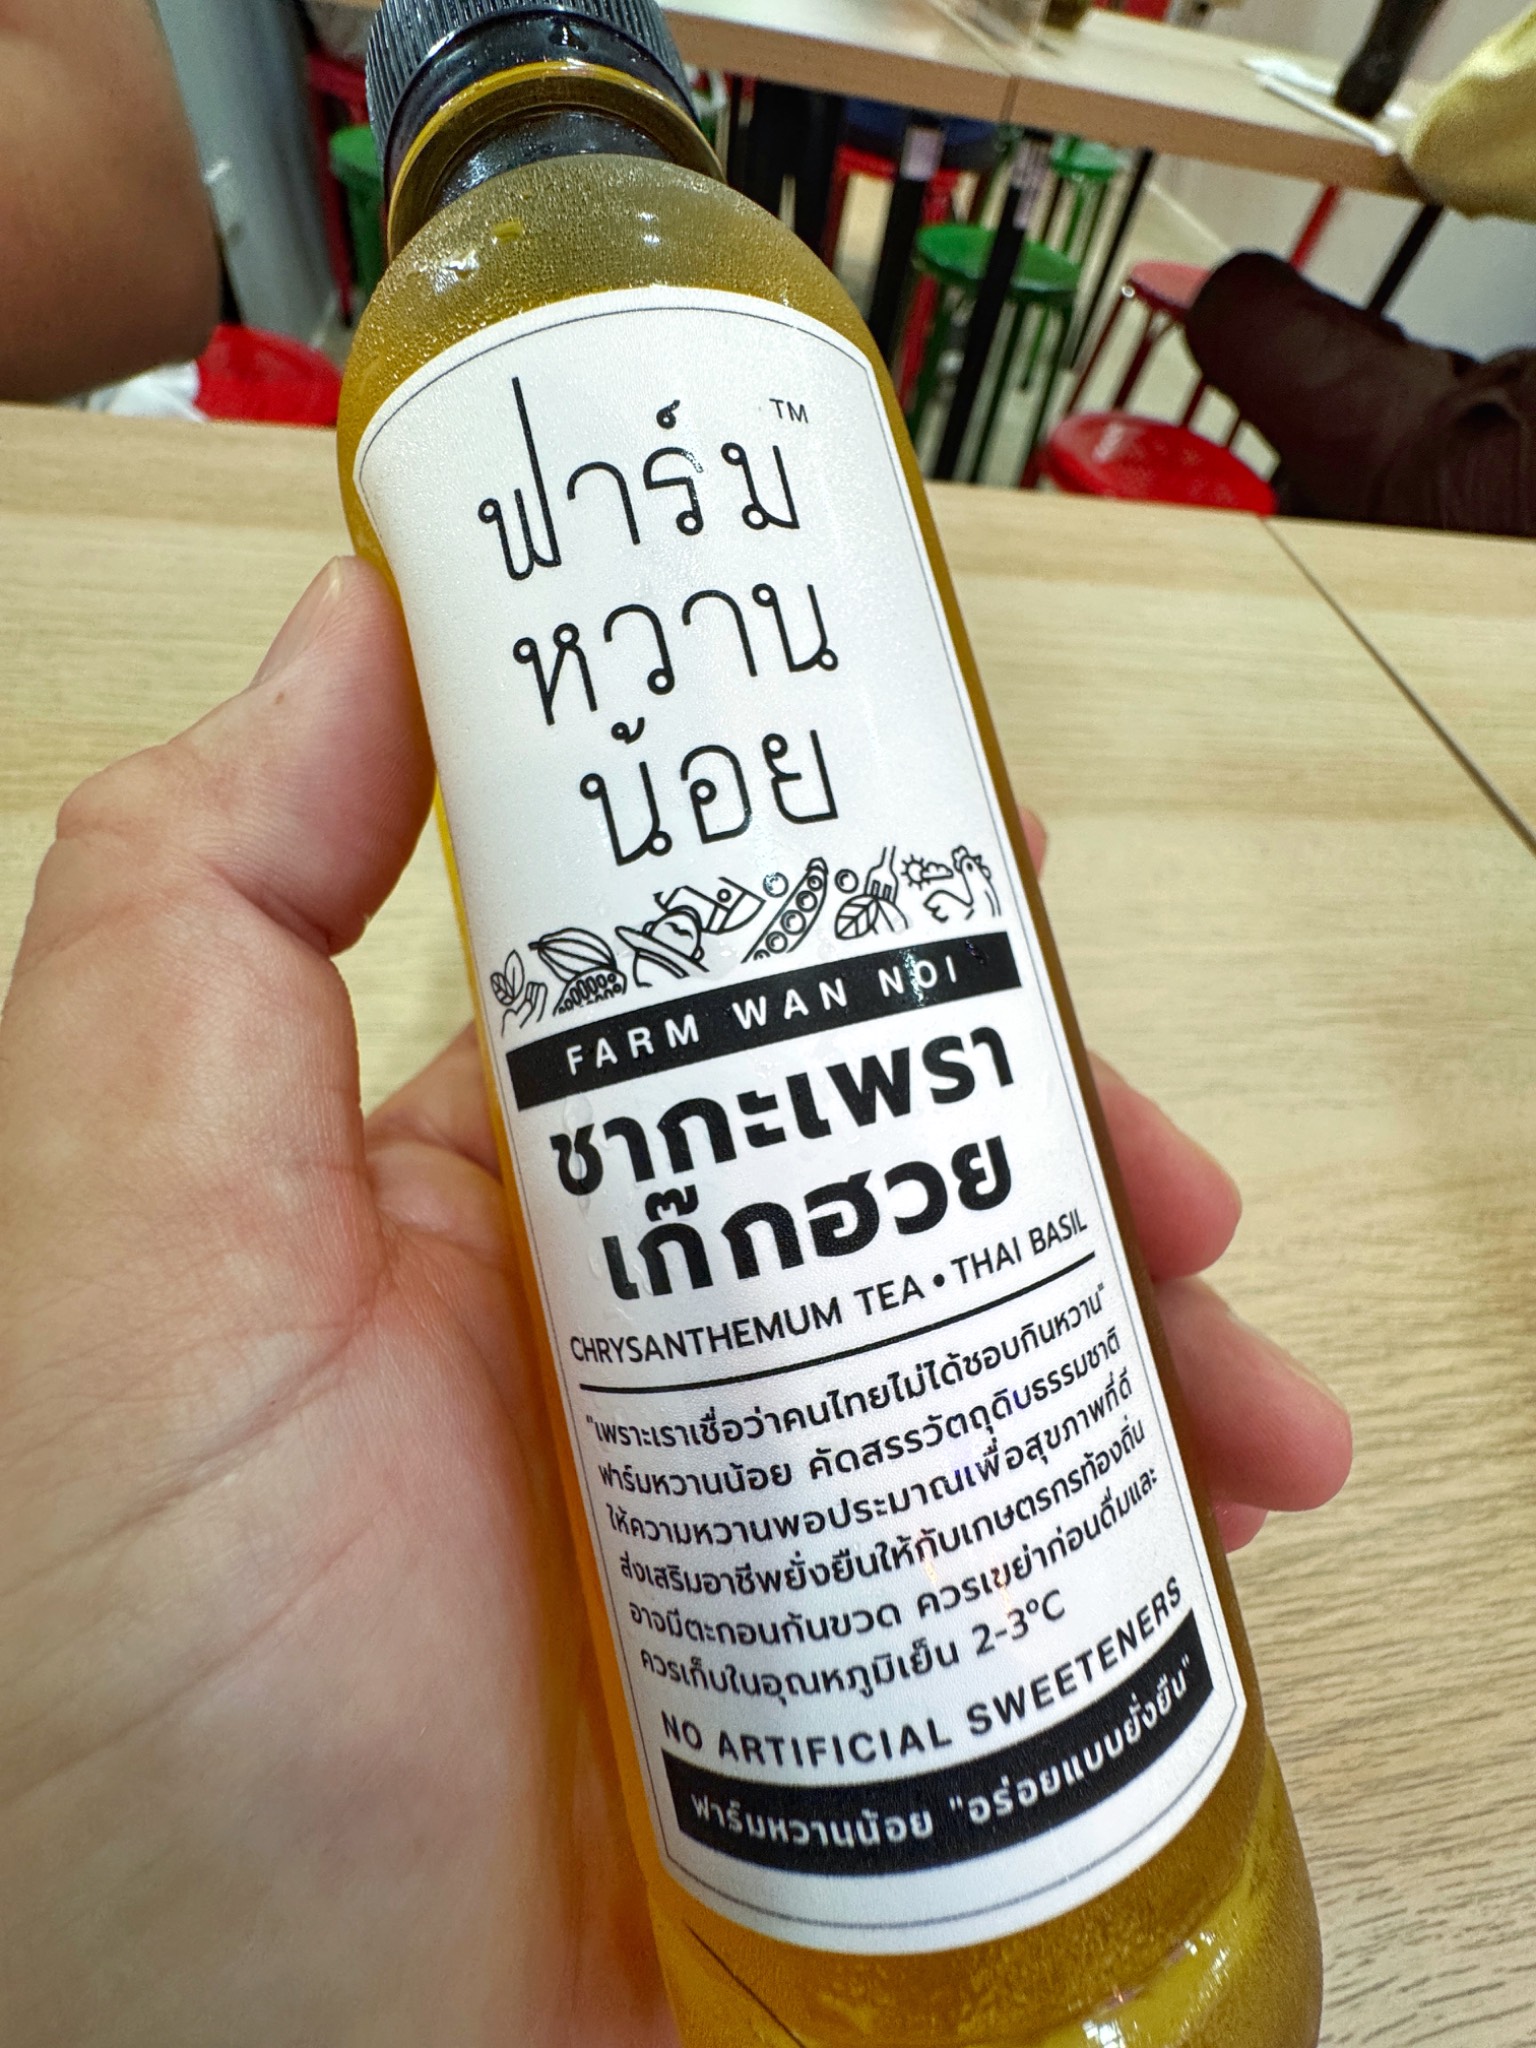 ฟาร์ม™
หวาน
น้อย
FARM WAN NOI
ชากะเพรา
เก๊กฮวย
CHRYSANTHEMUM TEA • THAI BASIL
"เพราะเราเชื่อว่าคนไทยไม่ได้ชอบกินหวาน"
ฟาร์มหวานน้อย คัดสรรวัตถุดิบธรรมชาติ
ให้ความหวานพอประมาณเพื่อสุขภาพที่ดี
ส่งเสริมอาชีพยั่งยืนให้กับเกษตรกรท้องถิ่น
อาจมีตะกอนก้นขวด ควรเขย่าก่อนดื่มและ
ควรเก็บในอุณหภูมิเย็น 2-3°C
NO ARTIFICIAL SWEETENERS
ฟาร์มหวานน้อย "อร่อยแบบยั่งยืน"